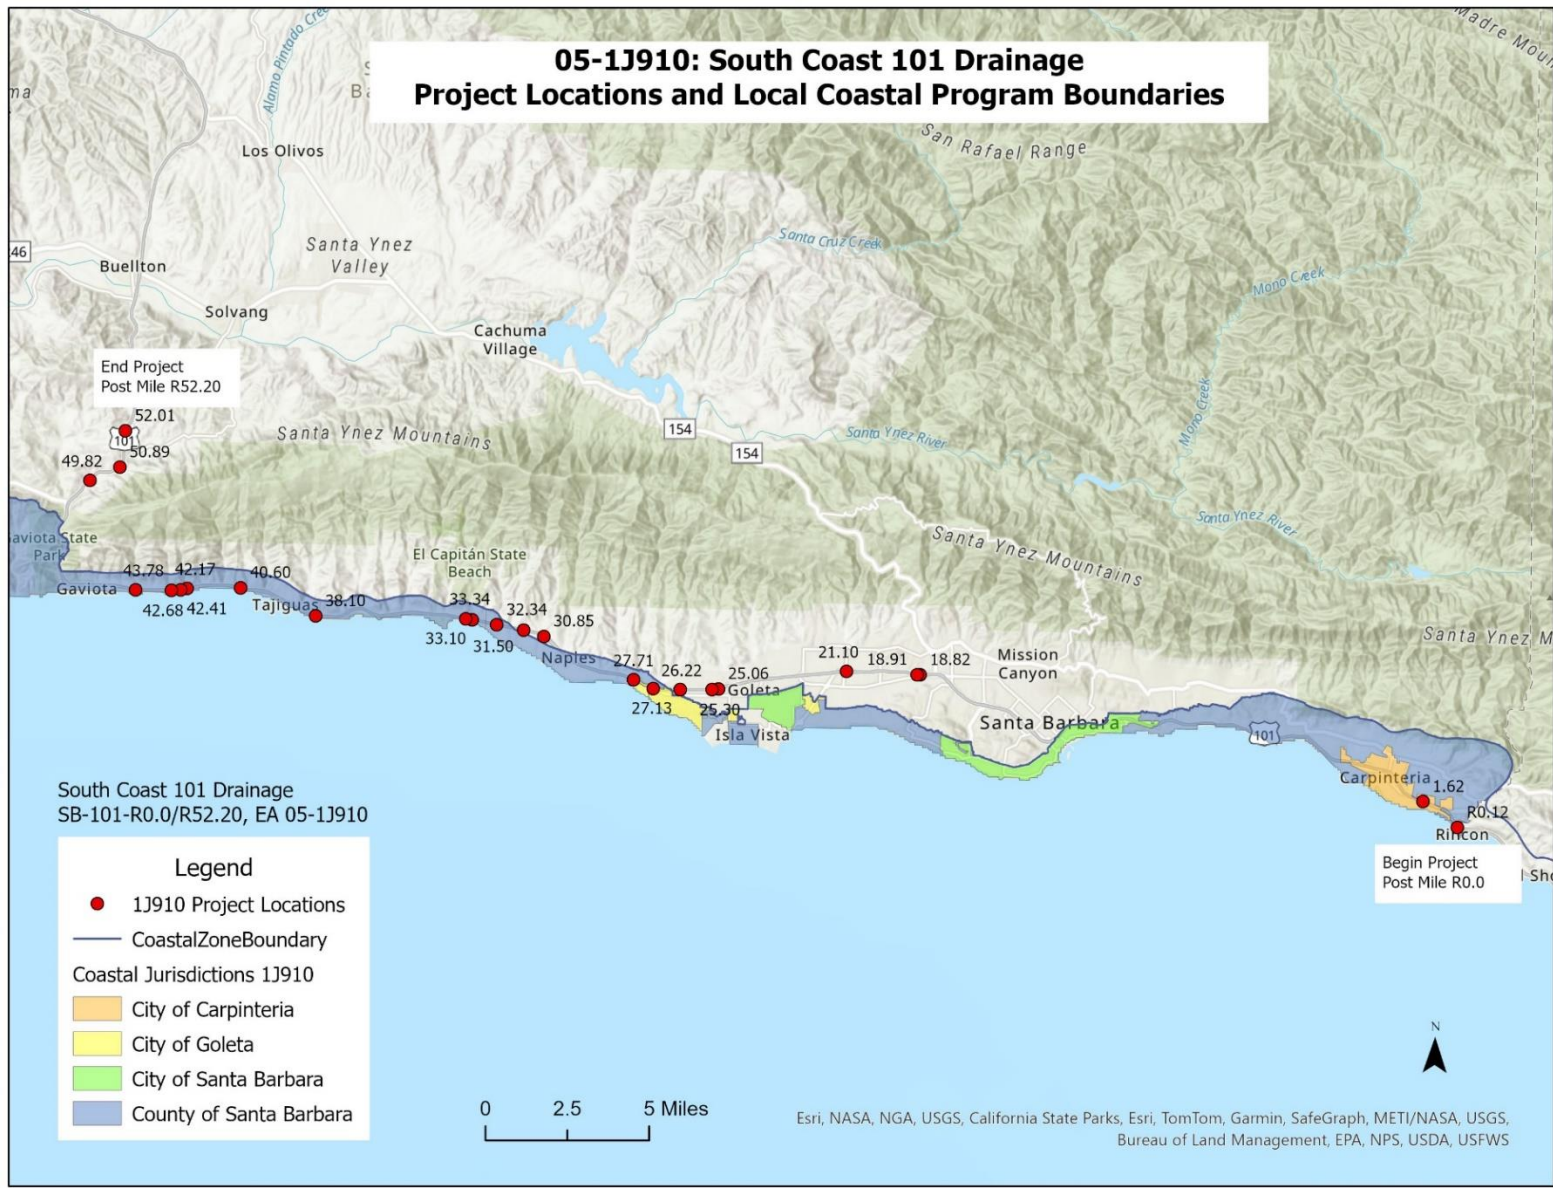 05-1J910: South Coast 101 Drainage
Project Locations and Local Coastal Program Boundaries
Alamo Pintado Creek
Los Olivos
San Rafael Range
46
Santa Ynez
Valley
Santa Cruz Creek
Buellton
Mono Creek
Solvang
Cachuma
Village
End Project
Post Mile R52.20
52.01
101
50.89
49.82
Santa Ynez Mountains
154
154
Santa Ynez River
Mono Creek
Santa Ynez River
Santa Ynez Mountains
Park
El Capitán State
Beach
Gaviota
43.78
42.17
40.60
42.68
42.41
Tajiguas
38.10
33.34
33.10
31.50
32.34
30.85
Naples
27.71
27.13
26.22
25.06
25.30
Goleta
Isla Vista
21.10
18.91
18.82
Mission
Canyon
Santa Barbara
Santa Ynez
101
Carpinteria
1.62
R0.12
Rincon
Begin Project
Post Mile R0.0
South Coast 101 Drainage
SB-101-R0.0/R52.20, EA 05-1J910
Legend
1J910 Project Locations
CoastalZoneBoundary
Coastal Jurisdictions 1J910
City of Carpinteria
City of Goleta
City of Santa Barbara
County of Santa Barbara
0 2.5 5 Miles
N
Esri, NASA, NGA, USGS, California State Parks, Esri, TomTom, Garmin, SafeGraph, METI/NASA, USGS,
Bureau of Land Management, EPA, NPS, USDA, USFWS